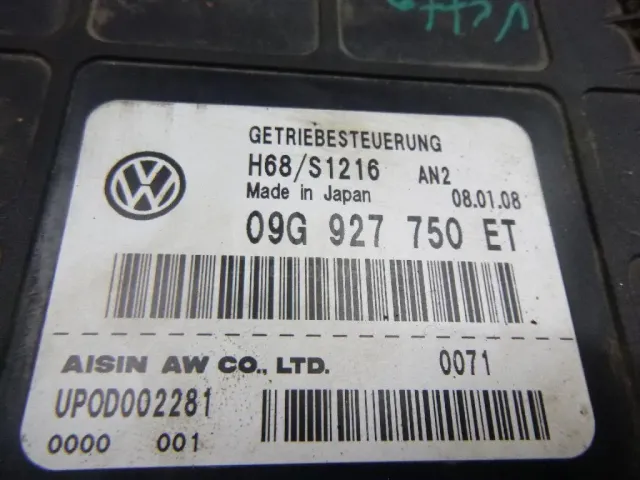 GETRIEBESTEUERUNG
H68/S1216 AN2
Made in Japan 08.01.08
09G 927 750 ET
AISIN AW CO., LTD. 0071
UPOD002281
0000 001